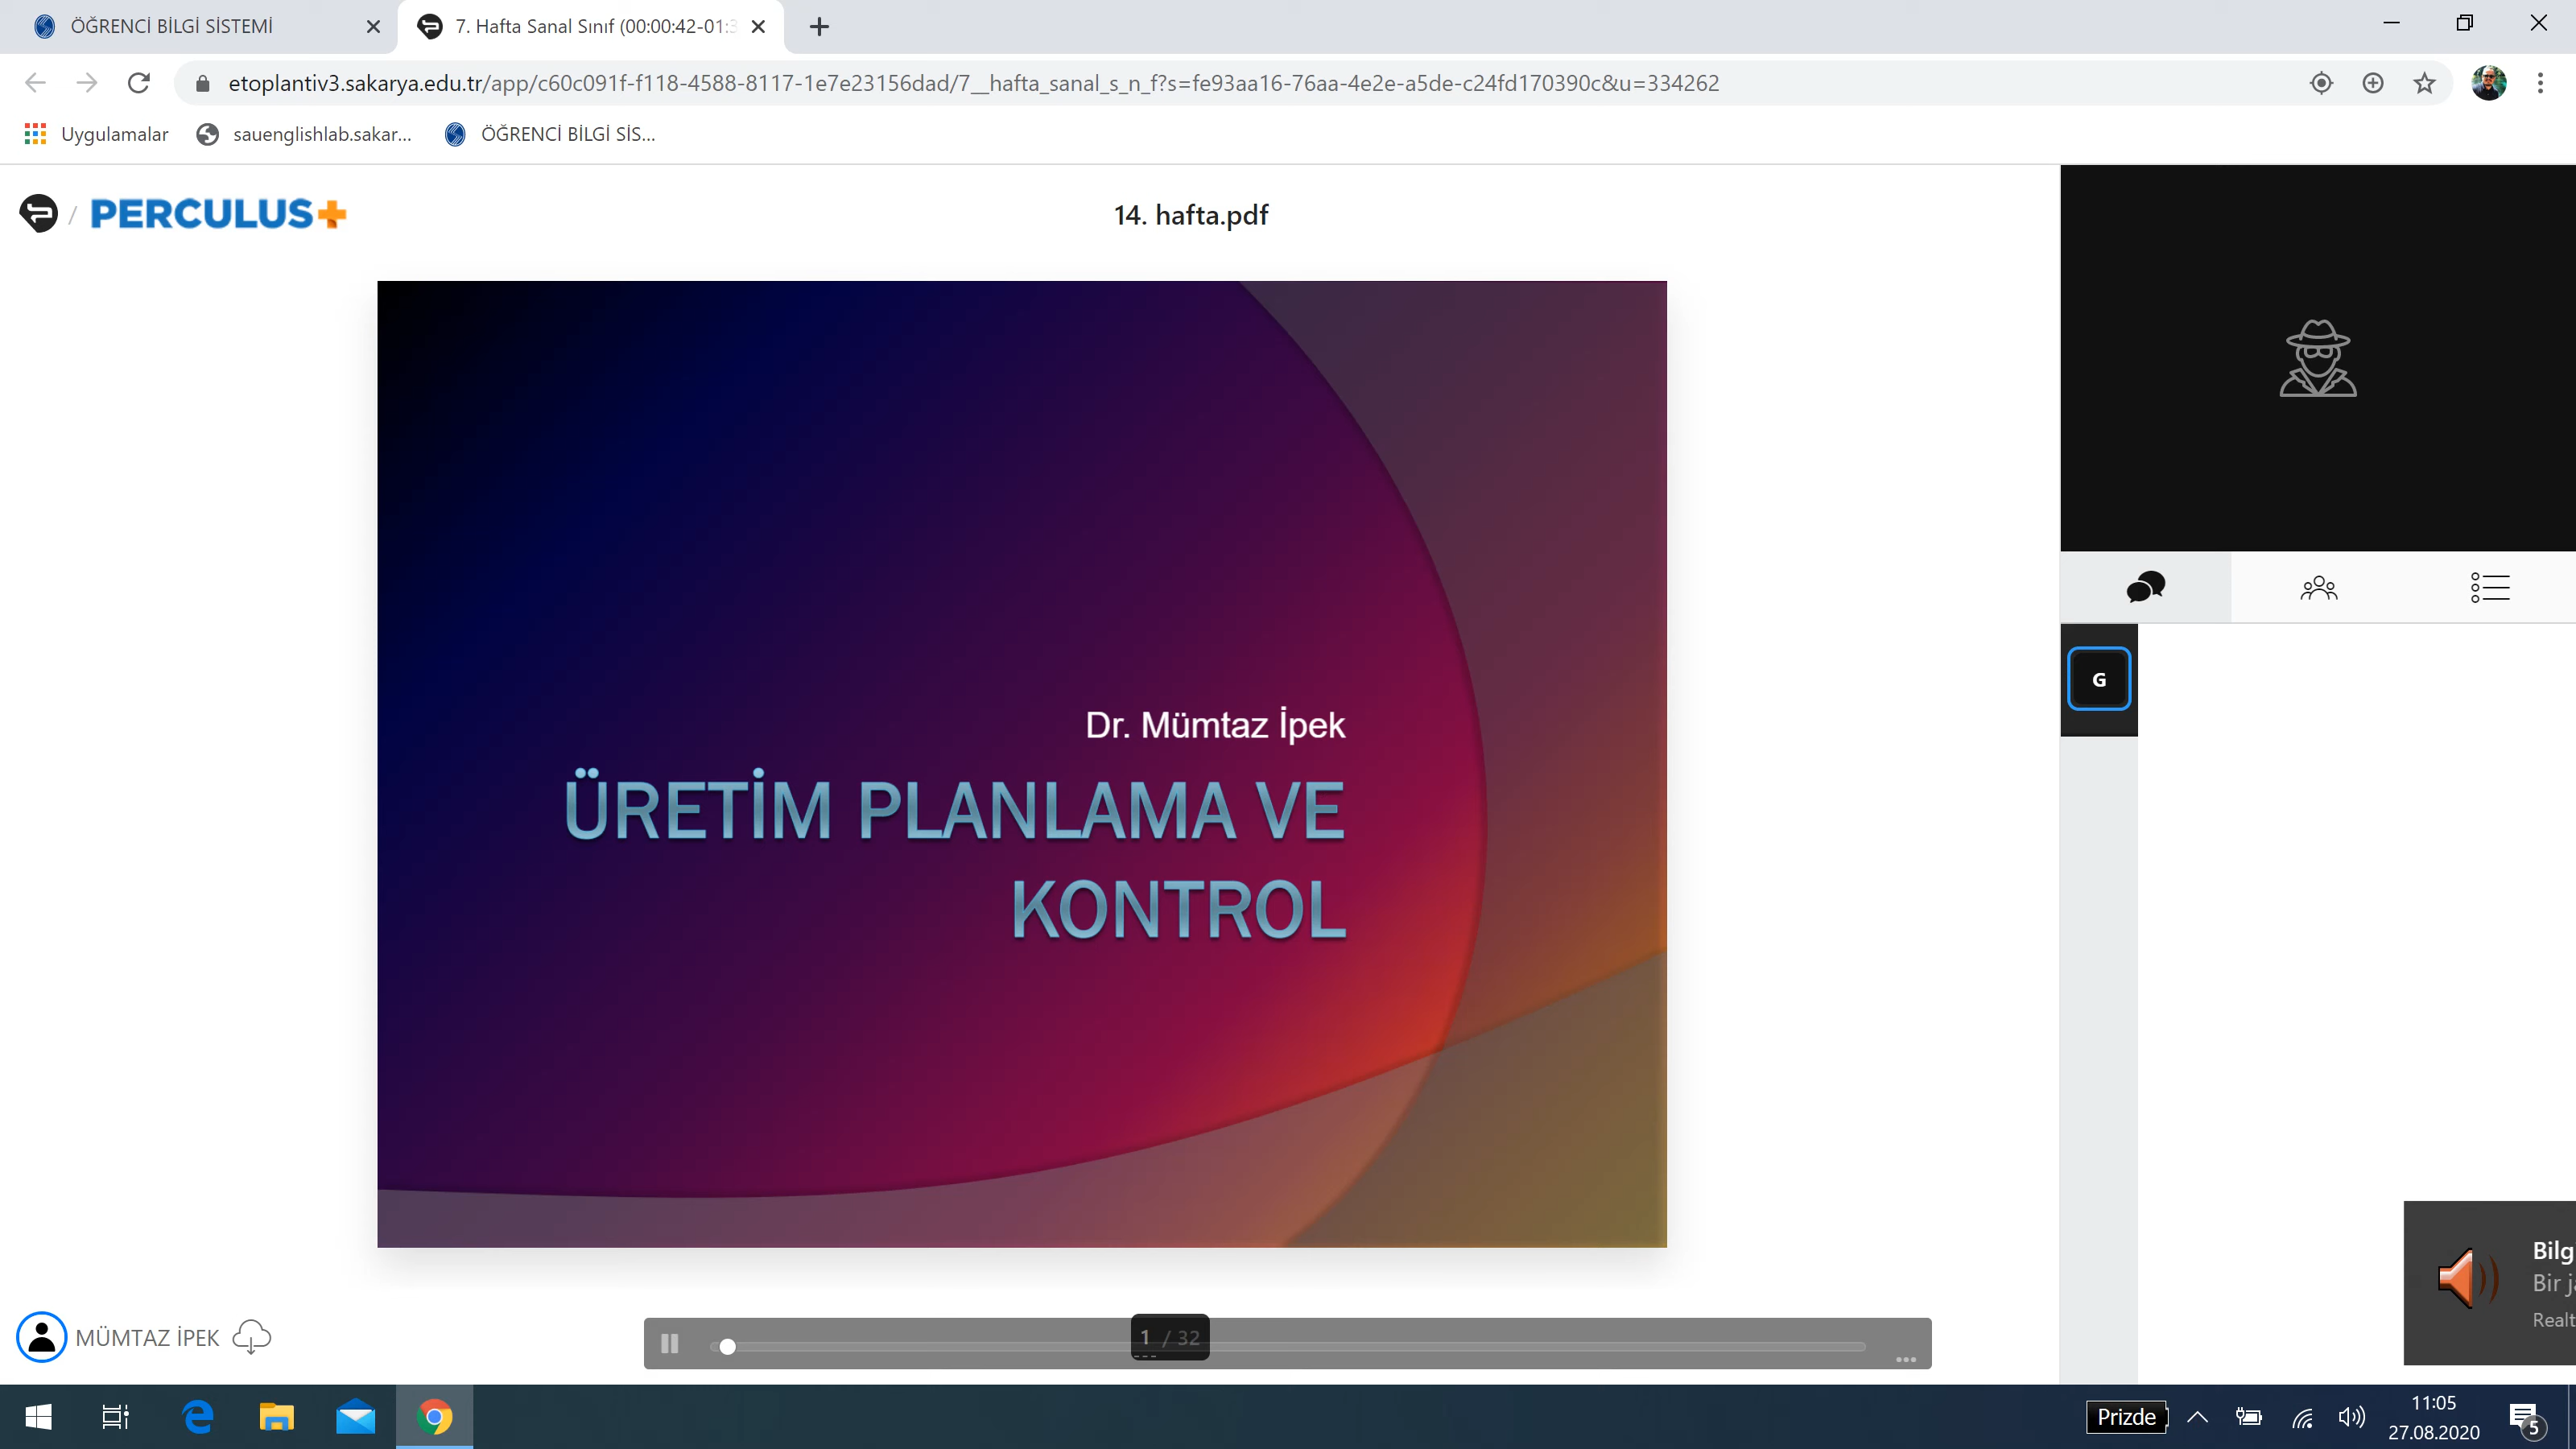 ÖĞRENCİ BİLGİ SİSTEMİ
7. Hafta Sanal Sınıf (00:00:42-01:3
etoplantiv3.sakarya.edu.tr/app/c60c091f-f118-4588-8117-1e7e23156dad/7__hafta_sanal_s_n_f?s=fe93aa16-76aa-4e2e-a5de-c24fd170390c&u=334262
Uygulamalar
sauenglishlab.sakar...
ÖĞRENCİ BİLGİ SİS...
/ PERCULUS+
14. hafta.pdf
G
Dr. Mümtaz İpek
ÜRETİM PLANLAMA VE
KONTROL
Bilg
Bir j
Realt
MÜMTAZ İPEK
1 / 32
Prizde
11:05
27.08.2020
5